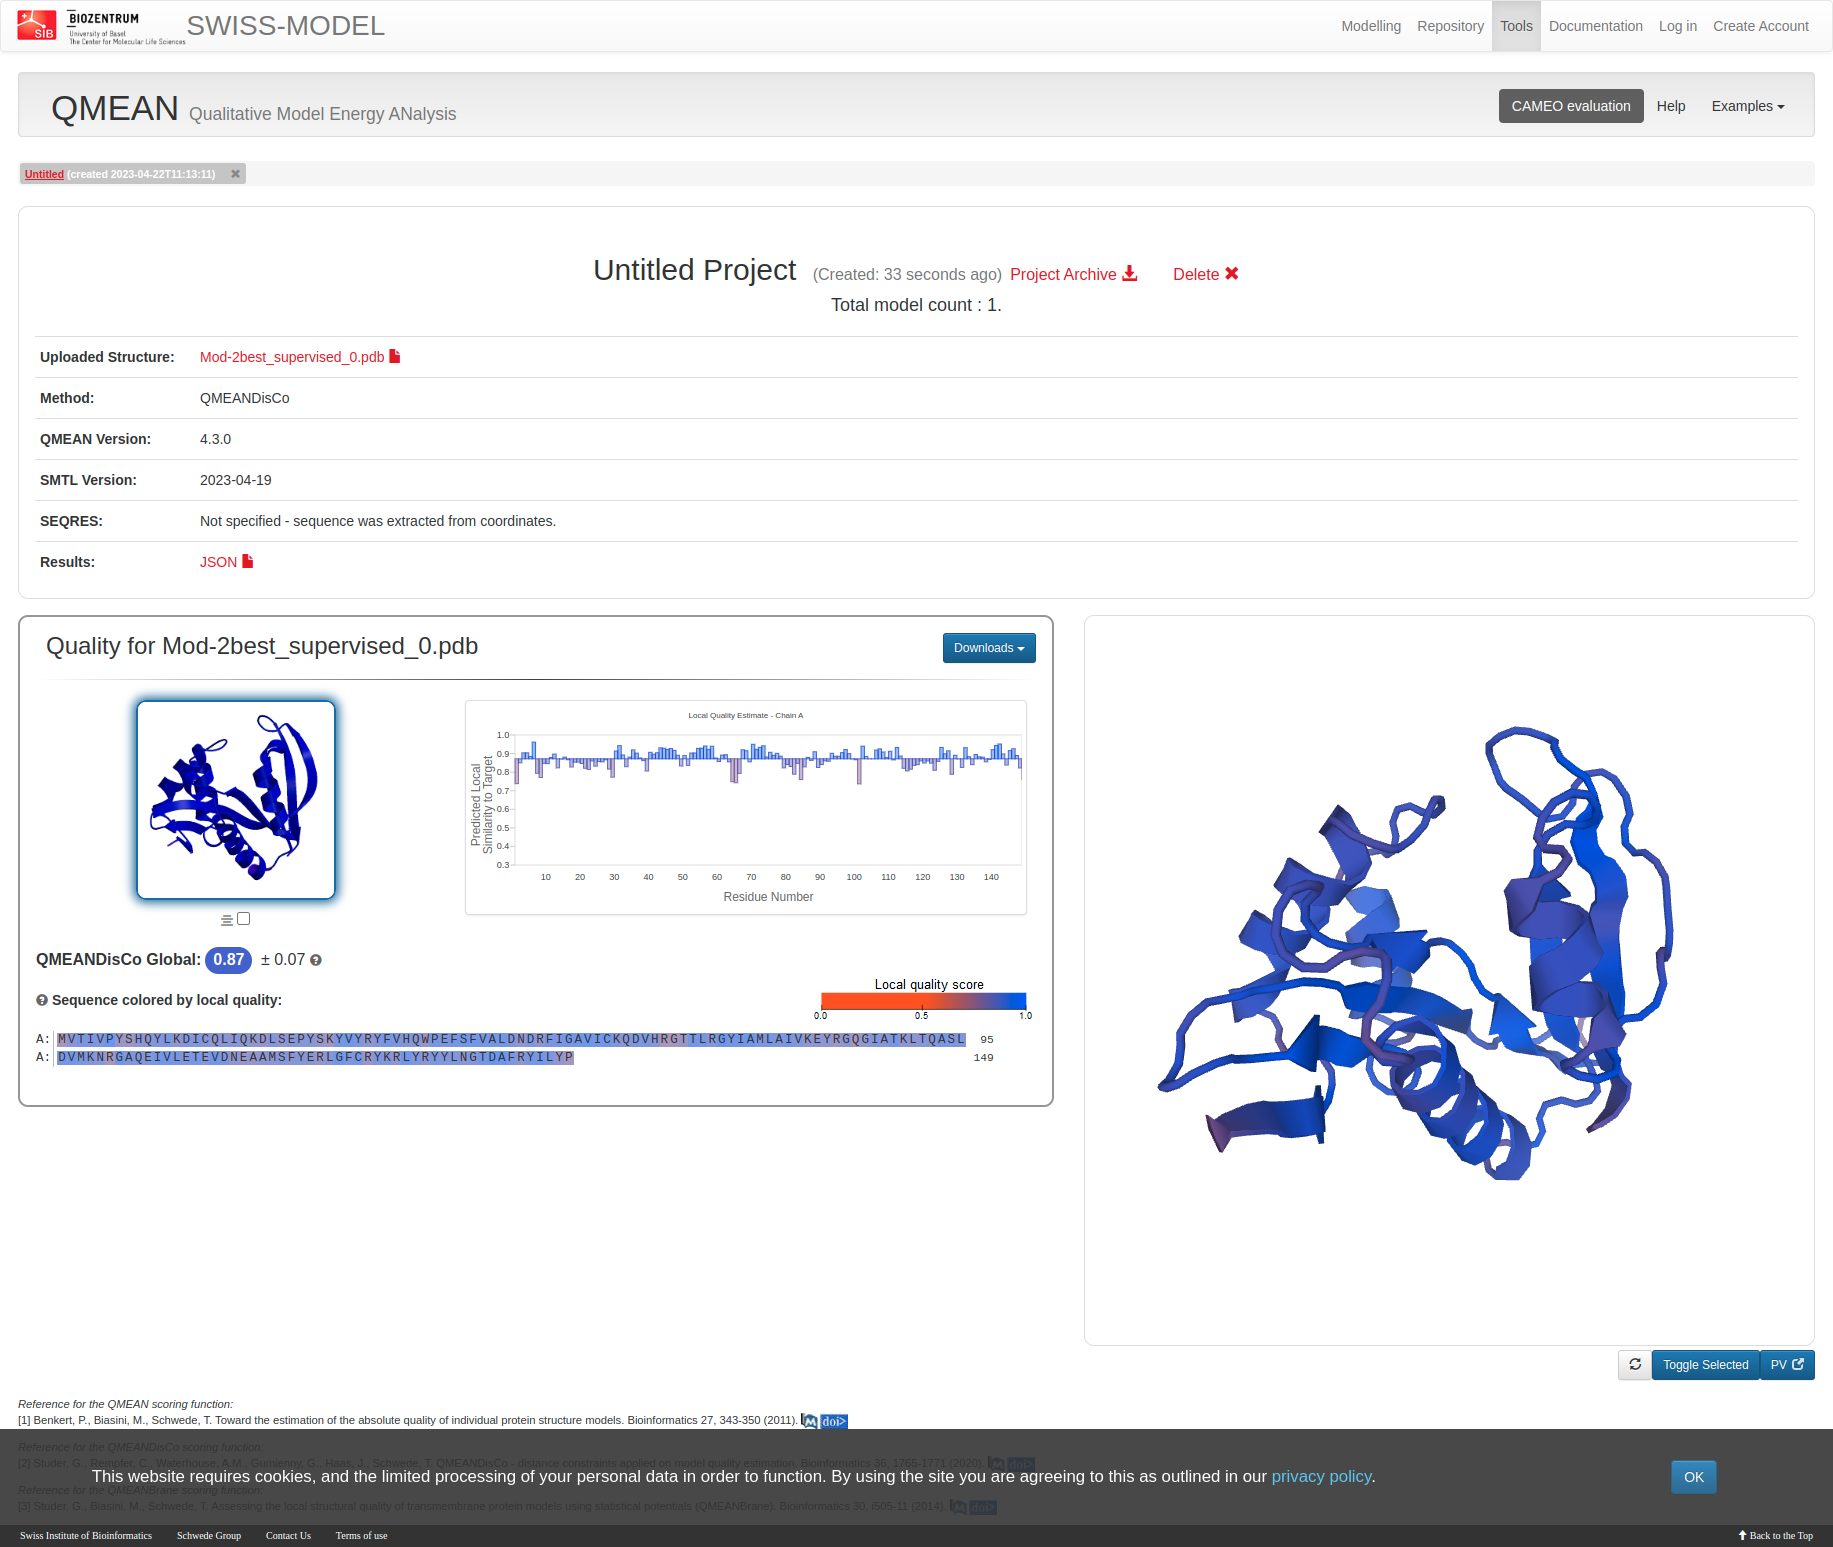 SIB
BIOZENTRUM
University of Basel
The Center for Molecular Life Sciences
SWISS-MODEL
Modelling Repository Tools Documentation Log in Create Account
QMEAN Qualitative Model Energy ANalysis
CAMEO evaluation Help Examples
Untitled (created 2023-04-22T11:13:11) ✖
Untitled Project (Created: 33 seconds ago) Project Archive Delete ✖
Total model count : 1.
Uploaded Structure: Mod-2best_supervised_0.pdb
Method: QMEANDisCo
QMEAN Version: 4.3.0
SMTL Version: 2023-04-19
SEQRES: Not specified - sequence was extracted from coordinates.
Results: JSON
Quality for Mod-2best_supervised_0.pdb
Downloads
Local Quality Estimate - Chain A
Predicted Local
Similarity to Target
1.0
0.9
0.8
0.7
0.6
0.5
0.4
0.3
10 20 30 40 50 60 70 80 90 100 110 120 130 140
Residue Number
QMEANDisCo Global: 0.87 ± 0.07
Sequence colored by local quality:
Local quality score
0.0 0.5 1.0
A: MVTIVPYSHQYLKDICQLIQKDLSEPYSKYVYRYFVHQWPEFSFVALDNDRFIGAVICKQDVHRGTTLRGYIAMLAIVKEYRGQGIATKLTQASL 95
A: DVMKNRGAQEIVLETEVDNEAAMSFYERLGFCRYKRLYRYYLNGTDAFRYILYP 149
Toggle Selected PV
Reference for the QMEAN scoring function:
[1] Benkert, P., Biasini, M., Schwede, T. Toward the estimation of the absolute quality of individual protein structure models. Bioinformatics 27, 343-350 (2011). M doi>
Reference for the QMEANDisCo scoring function:
[2] Studer, G., Rempfer, C., Waterhouse, A.M., Gumienny, G., Haas, J., Schwede, T. QMEANDisCo - distance constraints applied on model quality estimation. Bioinformatics 36, 1765-1771 (2020). M doi>
This website requires cookies, and the limited processing of your personal data in order to function. By using the site you are agreeing to this as outlined in our privacy policy.
OK
Reference for the QMEANBrane scoring function:
[3] Studer, G., Biasini, M., Schwede, T. Assessing the local structural quality of transmembrane protein models using statistical potentials (QMEANBrane). Bioinformatics 30, i505-11 (2014). M doi>
Swiss Institute of Bioinformatics Schwede Group Contact Us Terms of use
Back to the Top